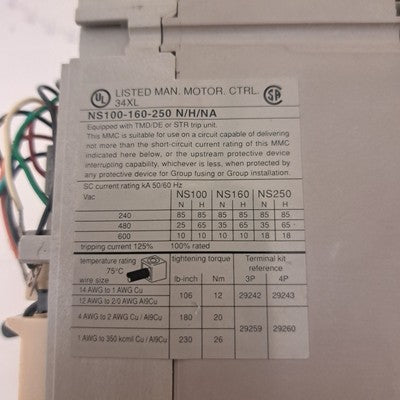 UL LISTED MAN. MOTOR. CTRL. SA
34XL
NS100-160-250 N/H/NA
Equipped with TMD/DE or STR trip unit.
This MMC is suitable for use on a circuit capable of delivering
not more than the short-circuit current rating of this MMC
indicated here below, or the upstream protective device
interrupting capability, whichever is less, when protected by
any protective device for Group fusing or Group installation.
SC current rating kA 50/60 Hz
Vac NS100 NS160 NS250
N H N H N H
240 85 85 85 85 85 85
480 25 65 35 65 35 65
600 10 10 10 10 18 18
tripping current 125% 100% rated
temperature rating 75°C tightening torque Terminal kit reference
wire size lb-inch Nm 3P 4P
14 AWG to 1 AWG Cu
12 AWG to 2/0 AWG Al9Cu 106 12 29242 29243
4 AWG to 2 AWG Cu / Al9Cu 180 20
29259 29260
1 AWG to 350 kcmil Cu / Al9Cu 230 26